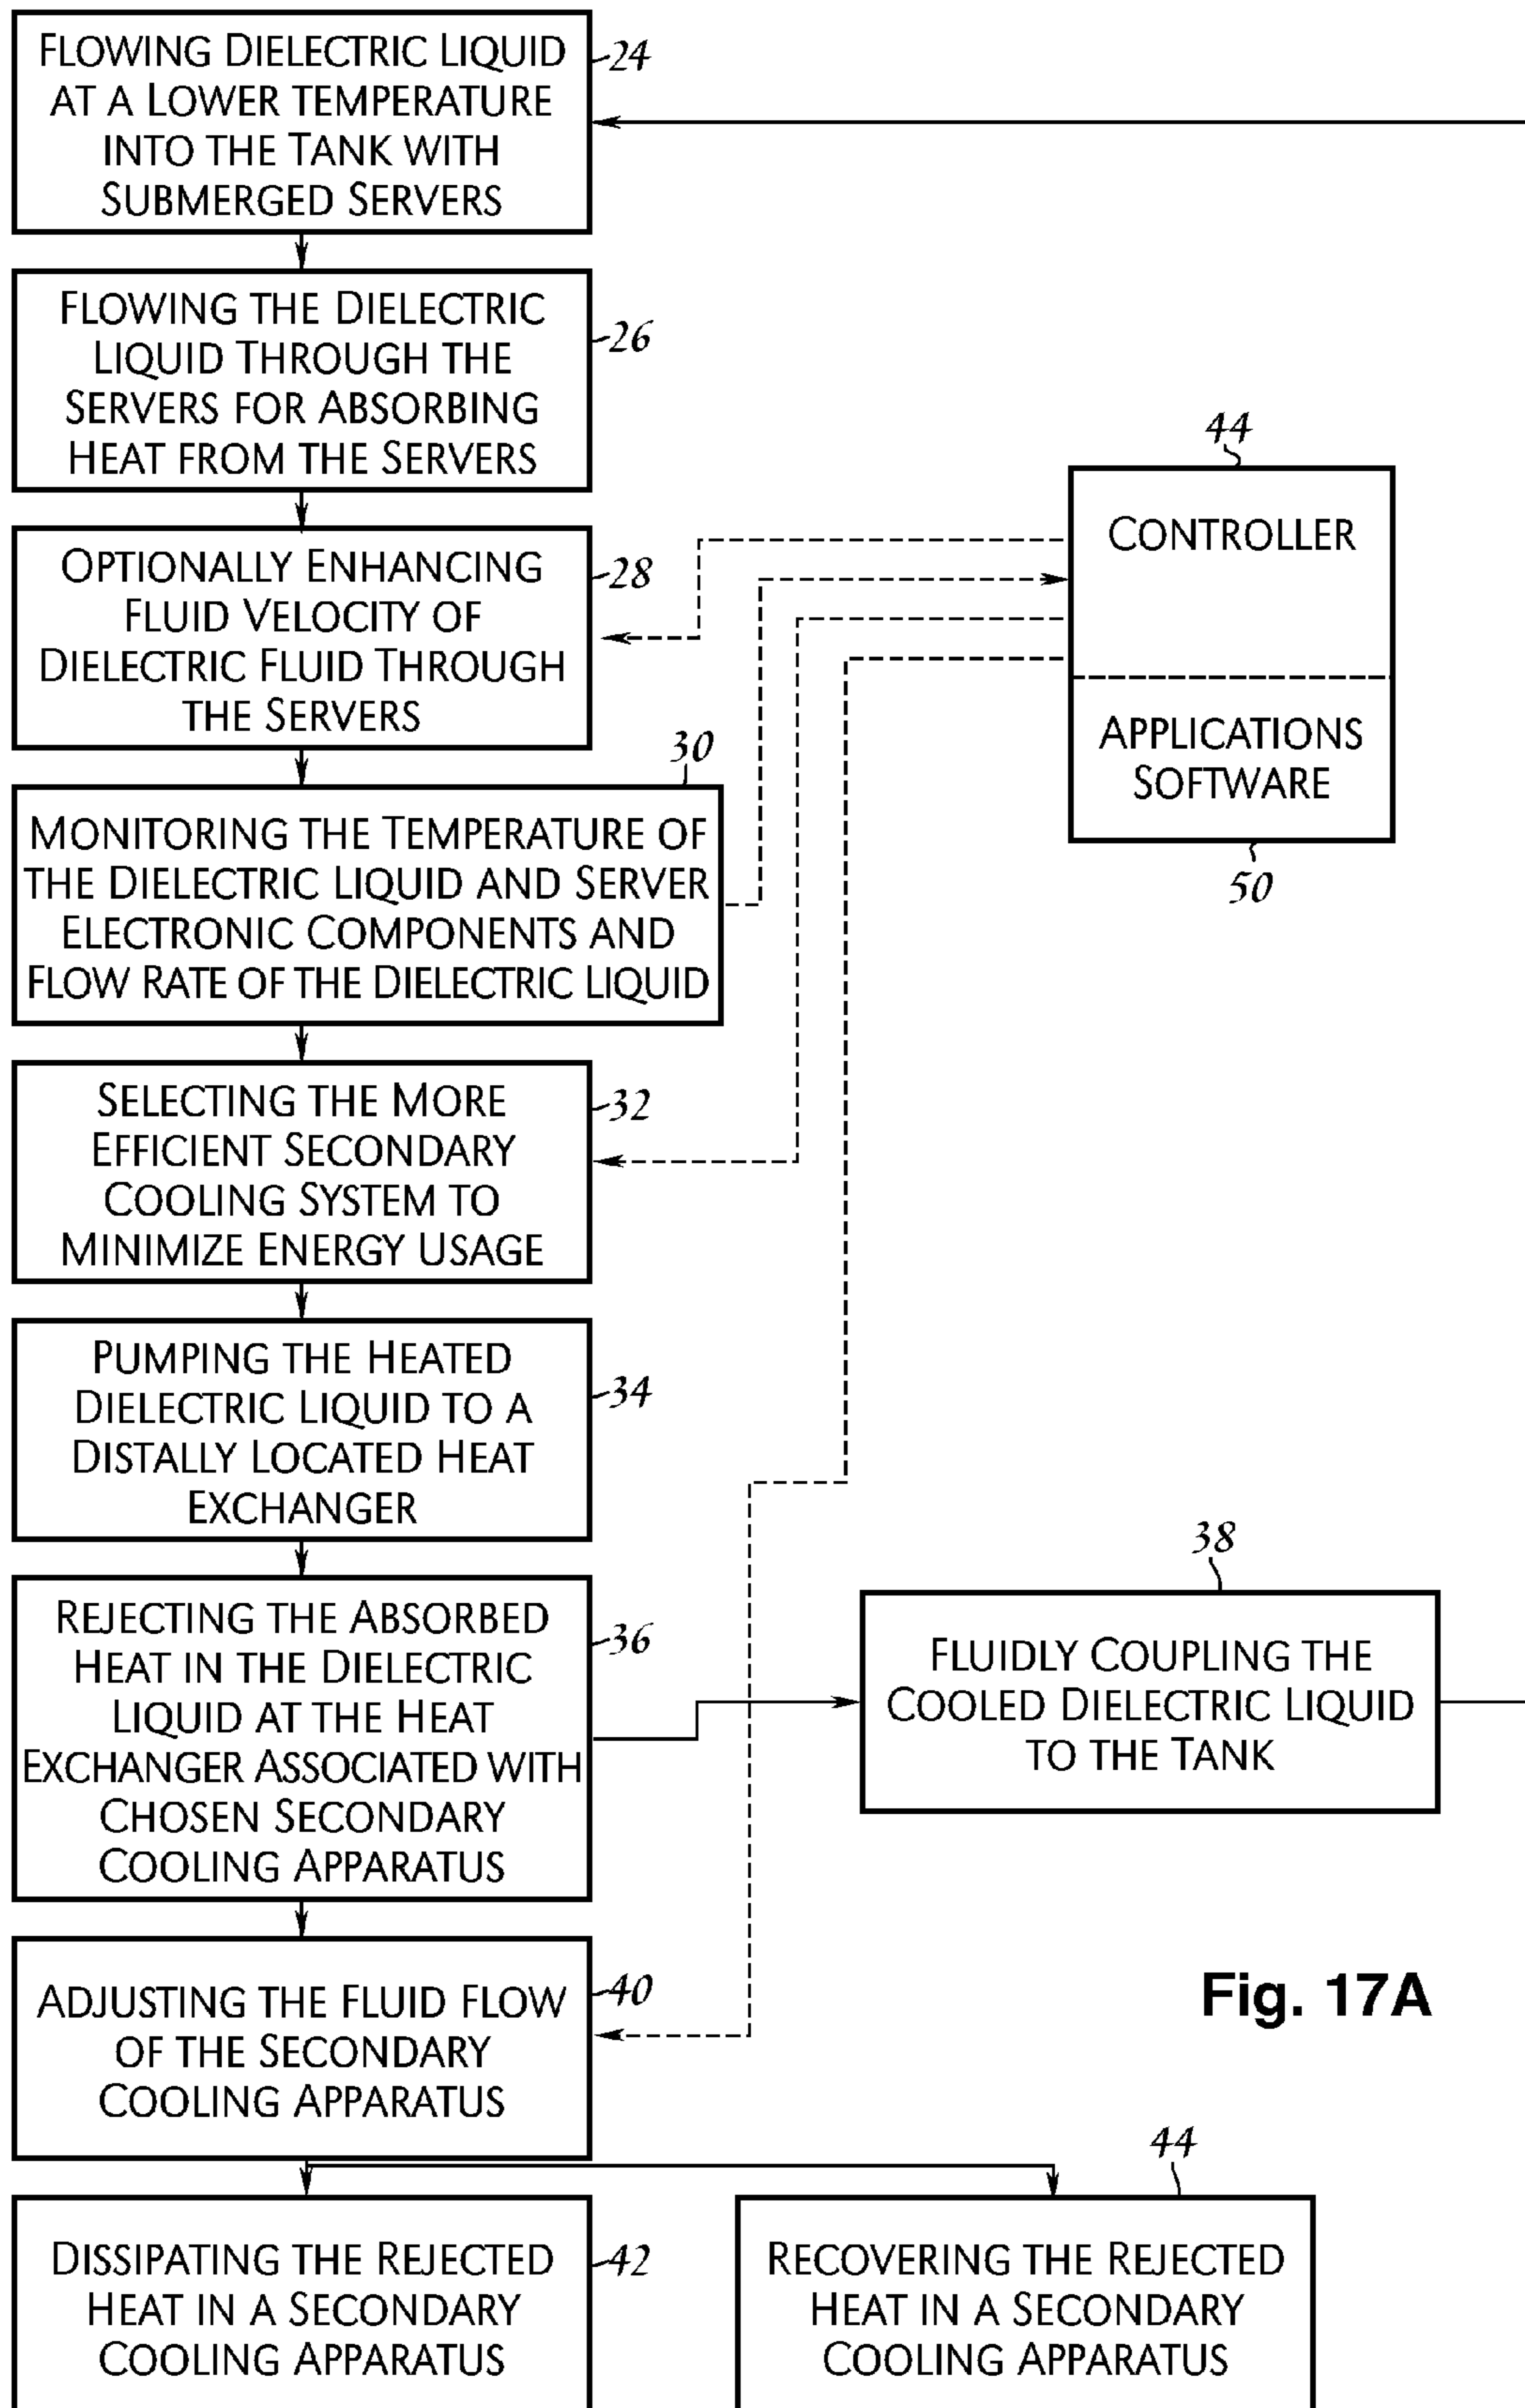 FLOWING DIELECTRIC LIQUID
AT A LOWER TEMPERATURE
INTO THE TANK WITH
SUBMERGED SERVERS
24
FLOWING THE DIELECTRIC
LIQUID THROUGH THE
SERVERS FOR ABSORBING
HEAT FROM THE SERVERS
26
OPTIONALLY ENHANCING
FLUID VELOCITY OF
DIELECTRIC FLUID THROUGH
THE SERVERS
28
44
CONTROLLER
APPLICATIONS
SOFTWARE
50
30
MONITORING THE TEMPERATURE OF
THE DIELECTRIC LIQUID AND SERVER
ELECTRONIC COMPONENTS AND
FLOW RATE OF THE DIELECTRIC LIQUID
SELECTING THE MORE
EFFICIENT SECONDARY
COOLING SYSTEM TO
MINIMIZE ENERGY USAGE
32
PUMPING THE HEATED
DIELECTRIC LIQUID TO A
DISTALLY LOCATED HEAT
EXCHANGER
34
REJECTING THE ABSORBED
HEAT IN THE DIELECTRIC
LIQUID AT THE HEAT
EXCHANGER ASSOCIATED WITH
CHOSEN SECONDARY
COOLING APPARATUS
36
38
FLUIDLY COUPLING THE
COOLED DIELECTRIC LIQUID
TO THE TANK
ADJUSTING THE FLUID FLOW
OF THE SECONDARY
COOLING APPARATUS
40
Fig. 17A
DISSIPATING THE REJECTED
HEAT IN A SECONDARY
COOLING APPARATUS
42
44
RECOVERING THE REJECTED
HEAT IN A SECONDARY
COOLING APPARATUS